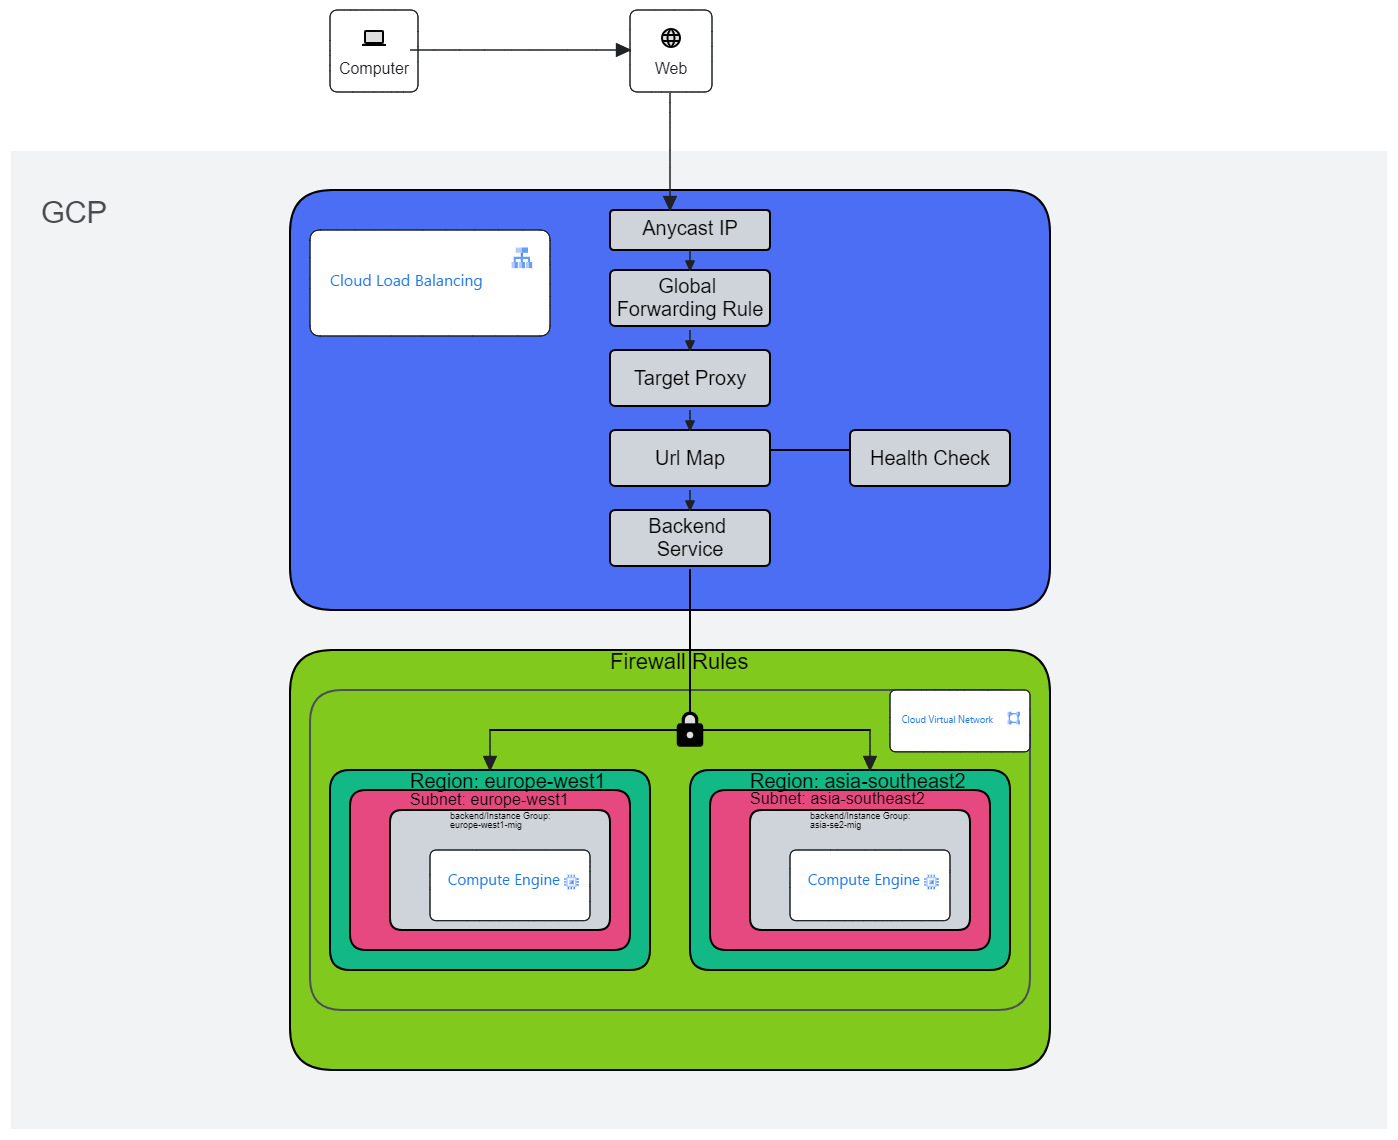 Computer
Web
GCP
Anycast IP
Cloud Load Balancing
Global
Forwarding Rule
Target Proxy
Url Map
Health Check
Backend
Service
Firewall Rules
Cloud Virtual Network
Region: europe-west1
Subnet: europe-west1
backend/Instance Group:
europe-west1-mig
Compute Engine
Region: asia-southeast2
Subnet: asia-southeast2
backend/Instance Group:
asia-se2-mig
Compute Engine